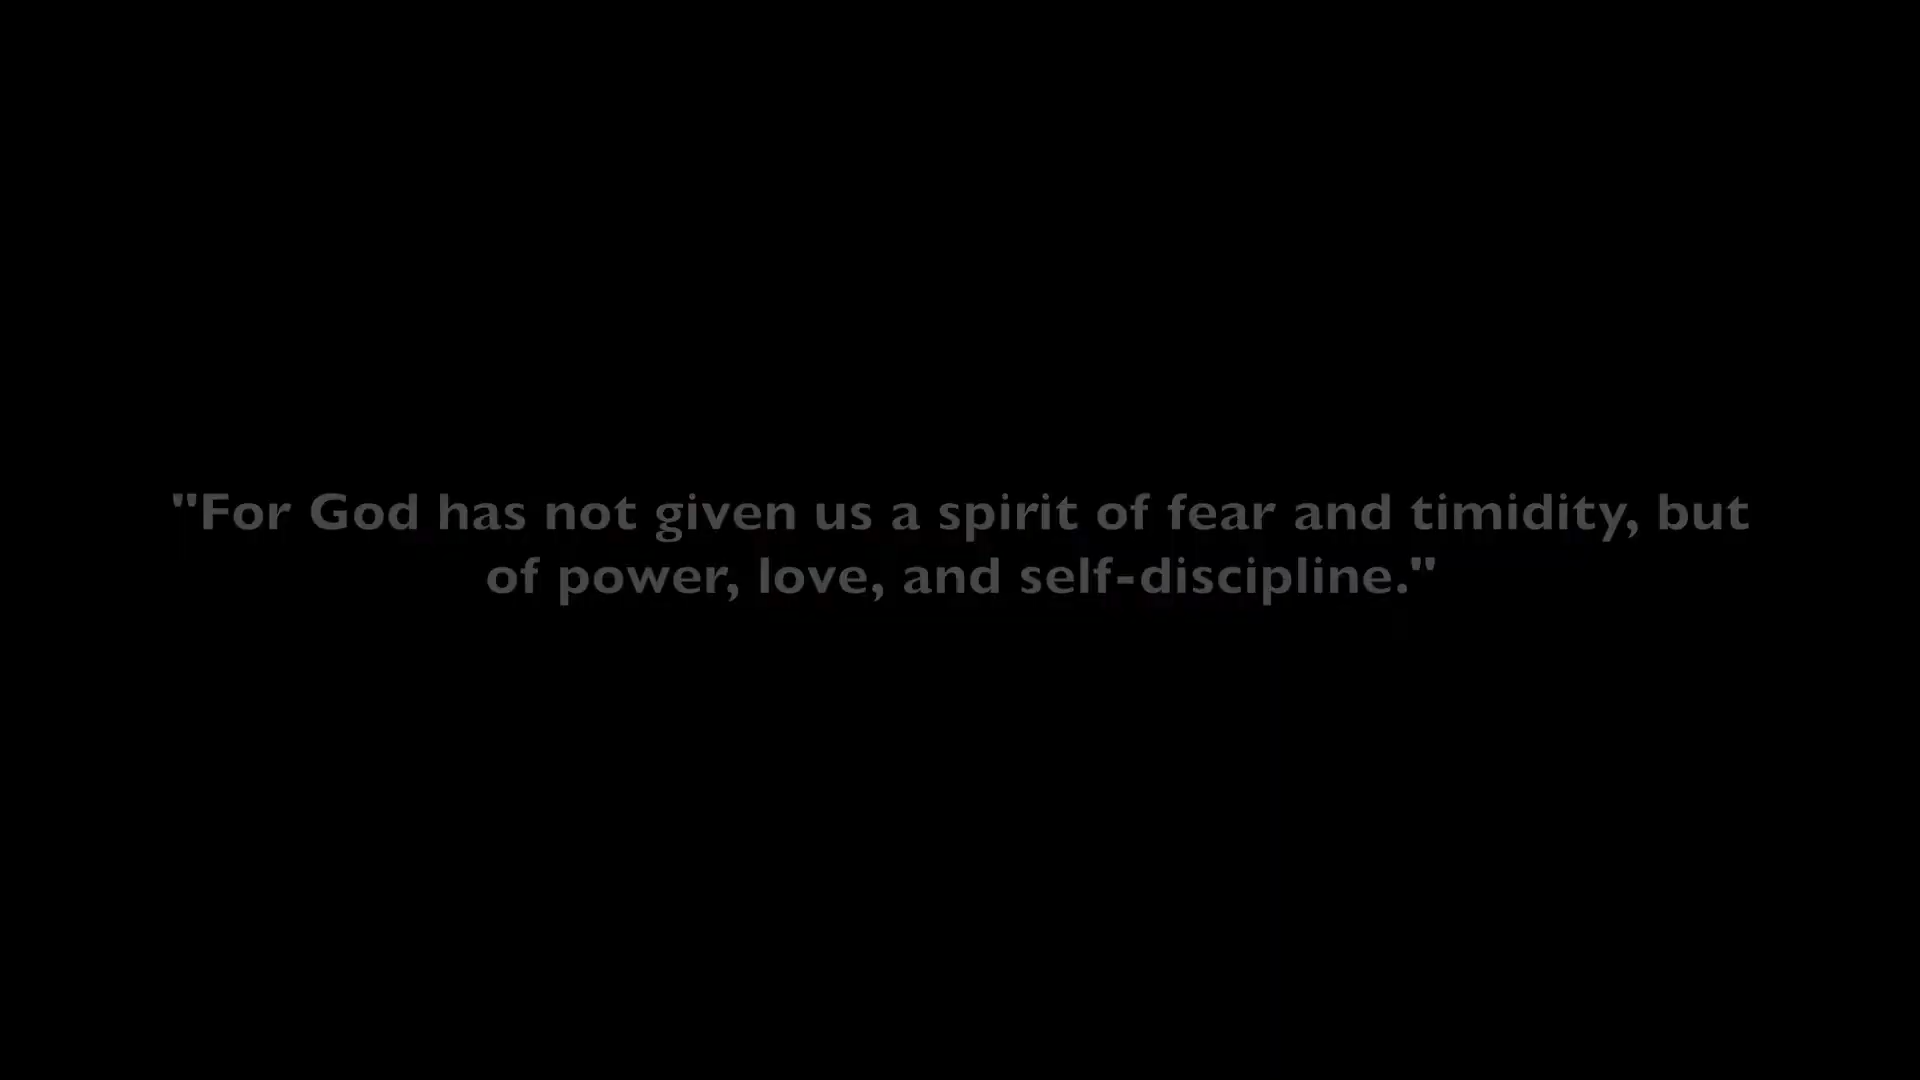 "For God has not given us a spirit of fear and timidity, but
of power, love, and self-discipline."